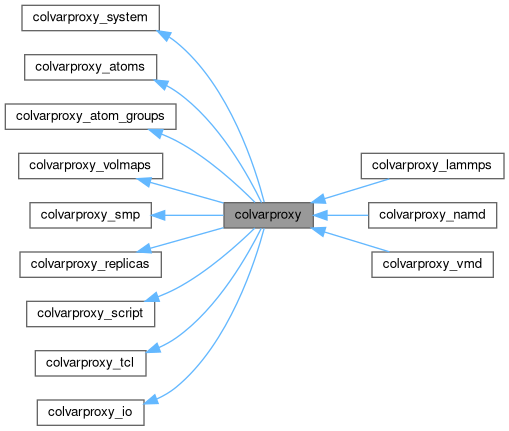 colvarproxy_system
colvarproxy_atoms
colvarproxy_atom_groups
colvarproxy_volmaps
colvarproxy_smp
colvarproxy_replicas
colvarproxy_script
colvarproxy_tcl
colvarproxy_io
colvarproxy
colvarproxy_lammps
colvarproxy_namd
colvarproxy_vmd